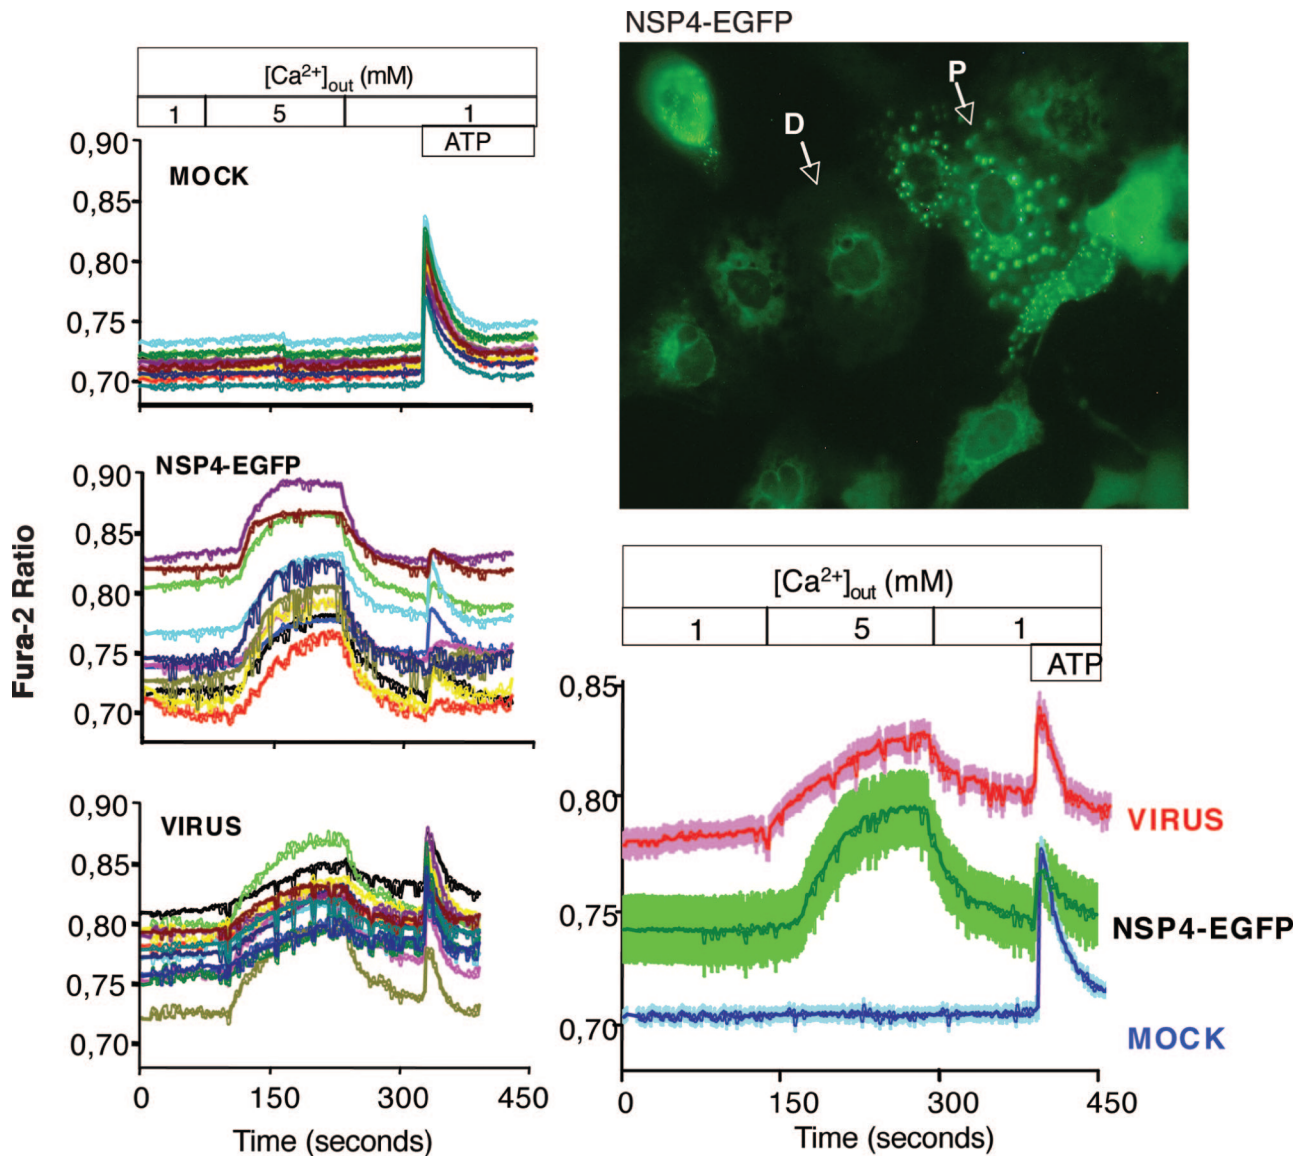 [Ca²⁺]out (mM)
1 5 1
ATP
0,90
MOCK
0,85
0,80
0,75
0,70
NSP4-EGFP
0,90
0,85
0,80
0,75
0,70
Fura-2 Ratio
0,90
VIRUS
0,85
0,80
0,75
0,70
0 150 300 450
Time (seconds)
NSP4-EGFP
P
D
[Ca²⁺]out (mM)
1 5 1
ATP
0,85
0,80
VIRUS
0,75
NSP4-EGFP
0,70
MOCK
0 150 300 450
Time (seconds)